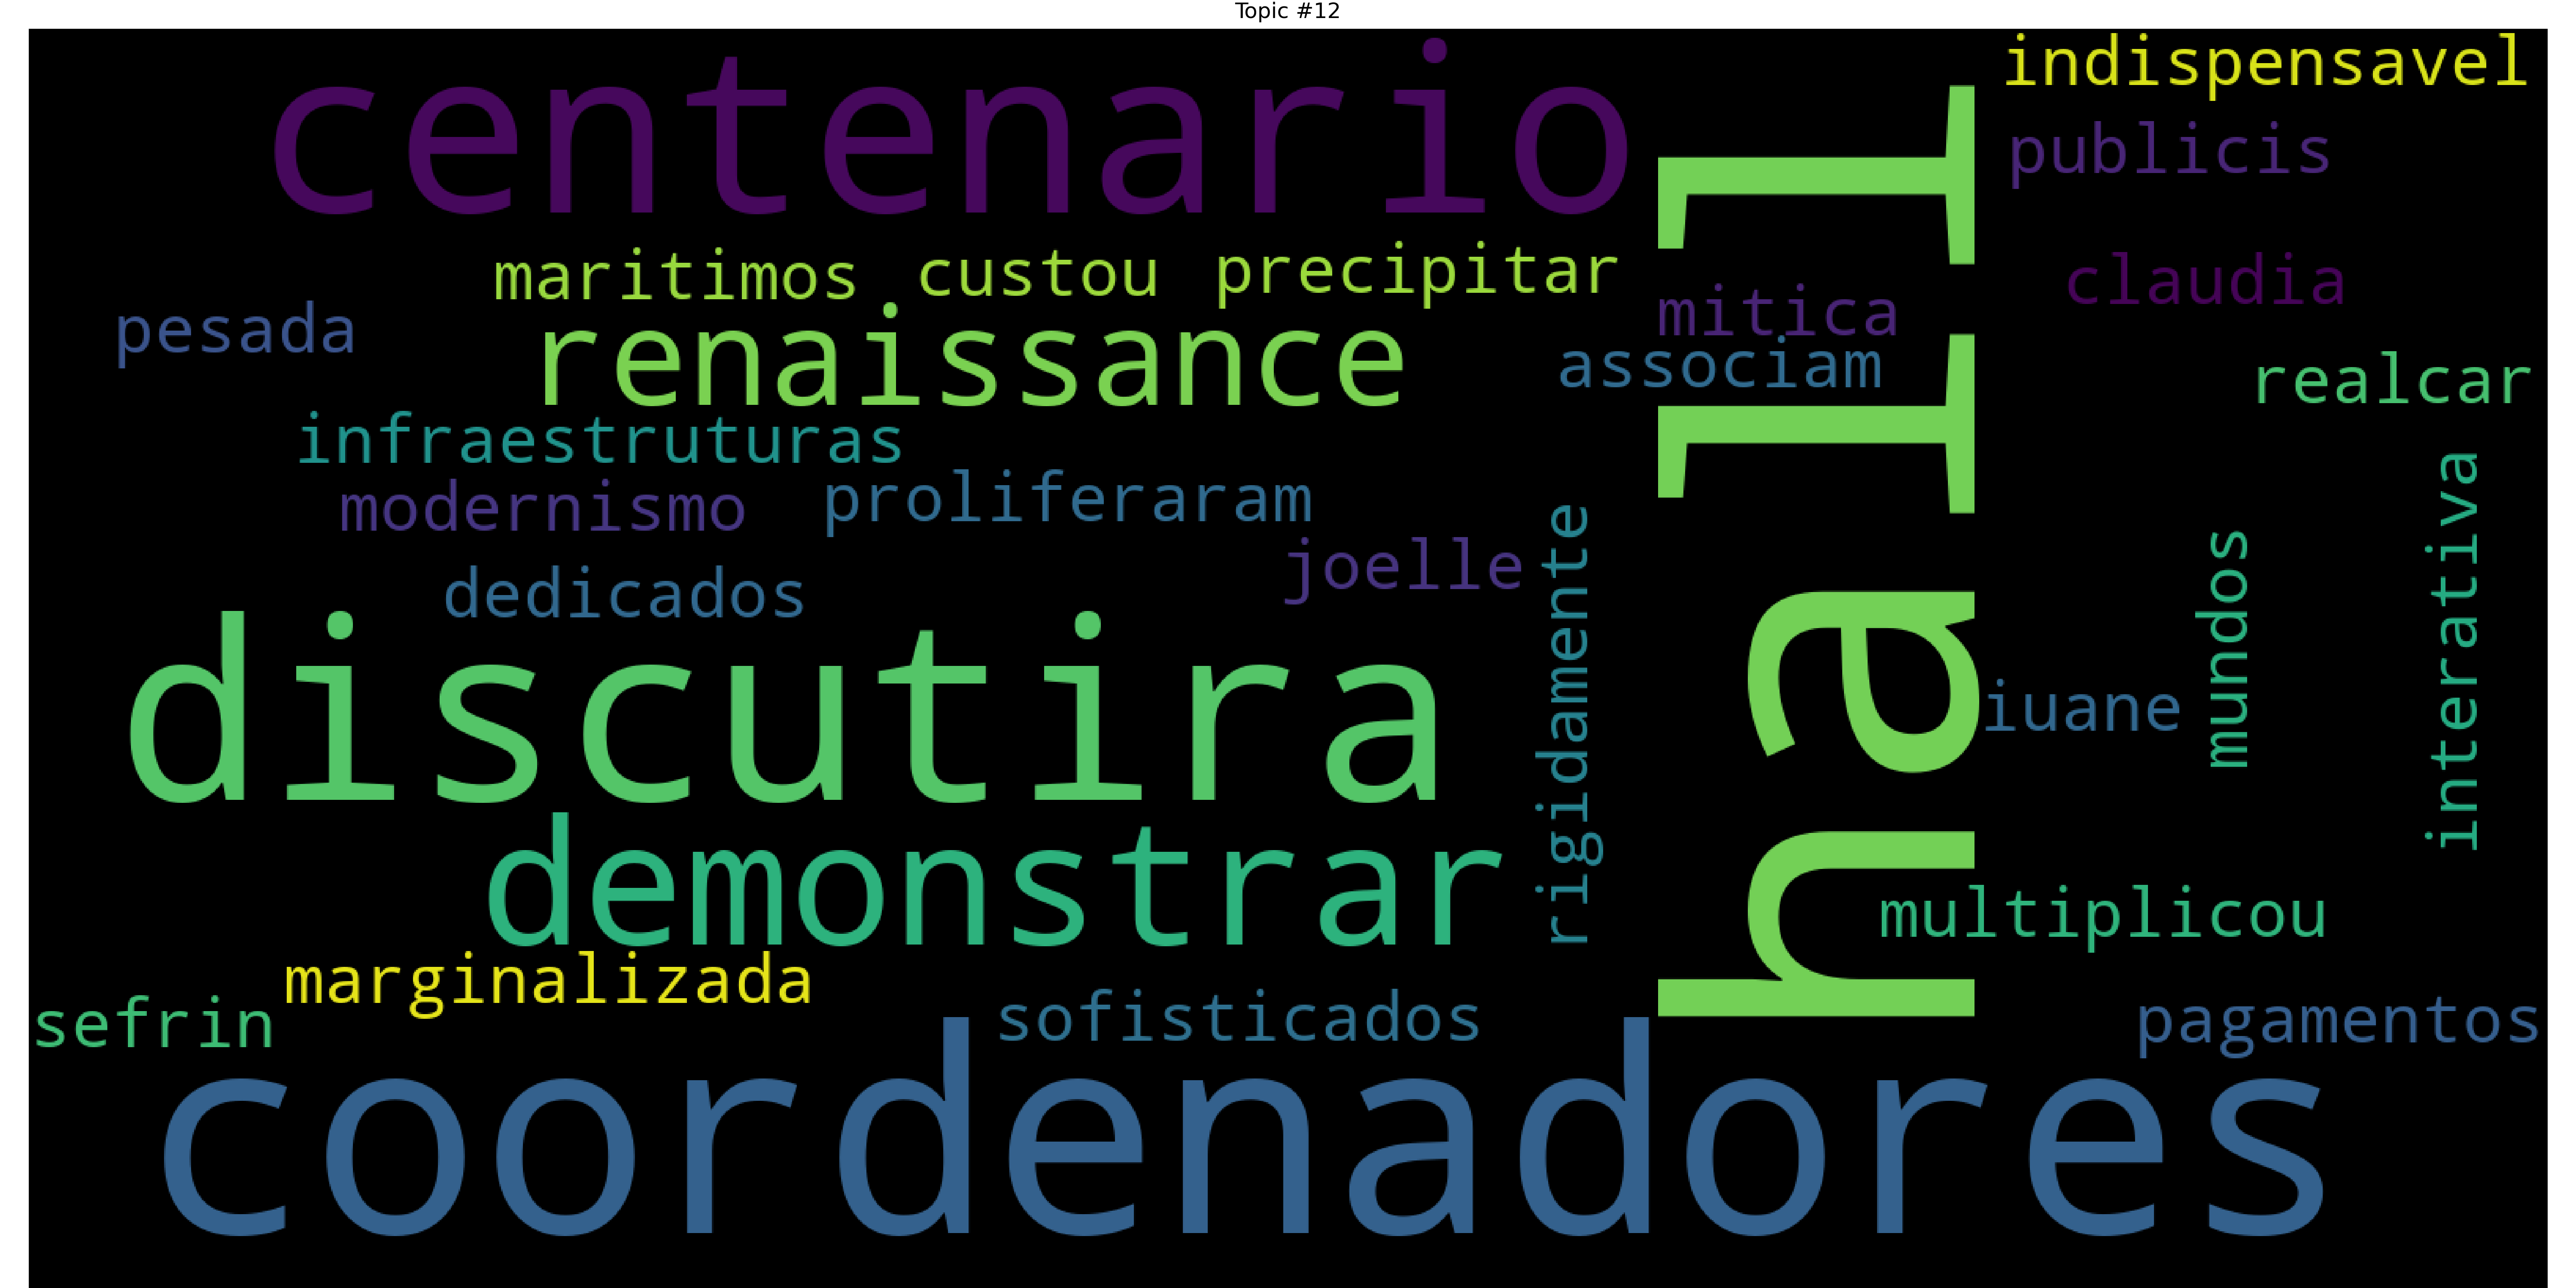 Topic #12
centenario
indispensavel
publicis
maritimos
custou
precipitar
hall
mitica
claudia
pesada
renaissance
associam
realcar
infraestruturas
modernismo
proliferaram
joelle
rigidamente
mundos
interativa
dedicados
discutira
iuane
demonstrar
multiplicou
marginalizada
sefrin
sofisticados
pagamentos
coordenadores